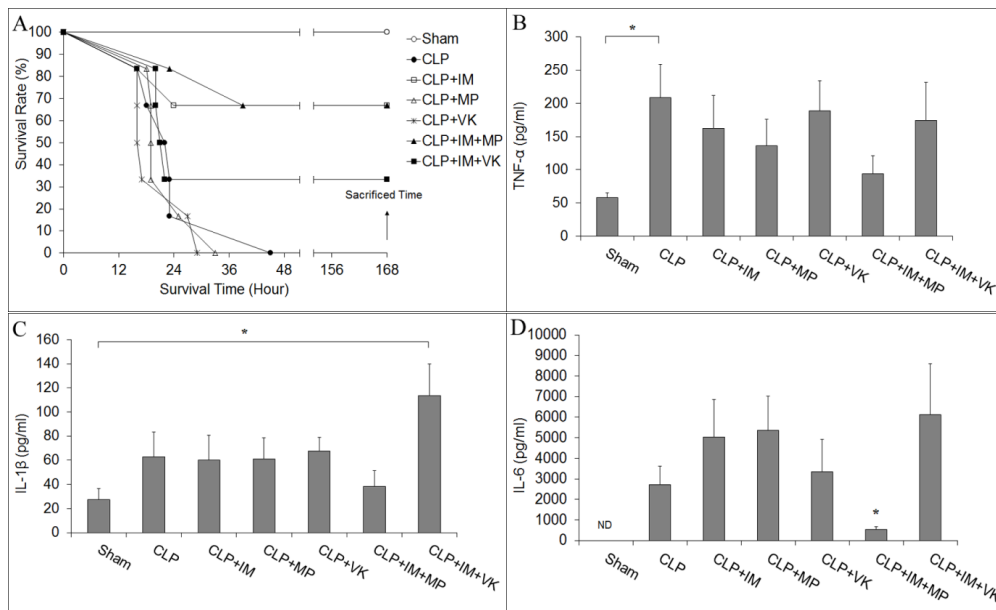 A
Survival Rate (%)
100
90
80
70
60
50
40
30
20
10
0
0 12 24 36 48 156 168
Survival Time (Hour)
Sacrificed Time
Sham
CLP
CLP+IM
CLP+MP
CLP+VK
CLP+IM+MP
CLP+IM+VK
B
TNF-α (pg/ml)
300
250
200
150
100
50
0
*
Sham CLP CLP+IM CLP+MP CLP+VK CLP+IM+MP CLP+IM+VK
C
IL-1β (pg/ml)
160
140
120
100
80
60
40
20
0
*
Sham CLP CLP+IM CLP+MP CLP+VK CLP+IM+MP CLP+IM+VK
D
IL-6 (pg/ml)
10000
9000
8000
7000
6000
5000
4000
3000
2000
1000
0
ND
*
Sham CLP CLP+IM CLP+MP CLP+VK CLP+IM+MP CLP+IM+VK